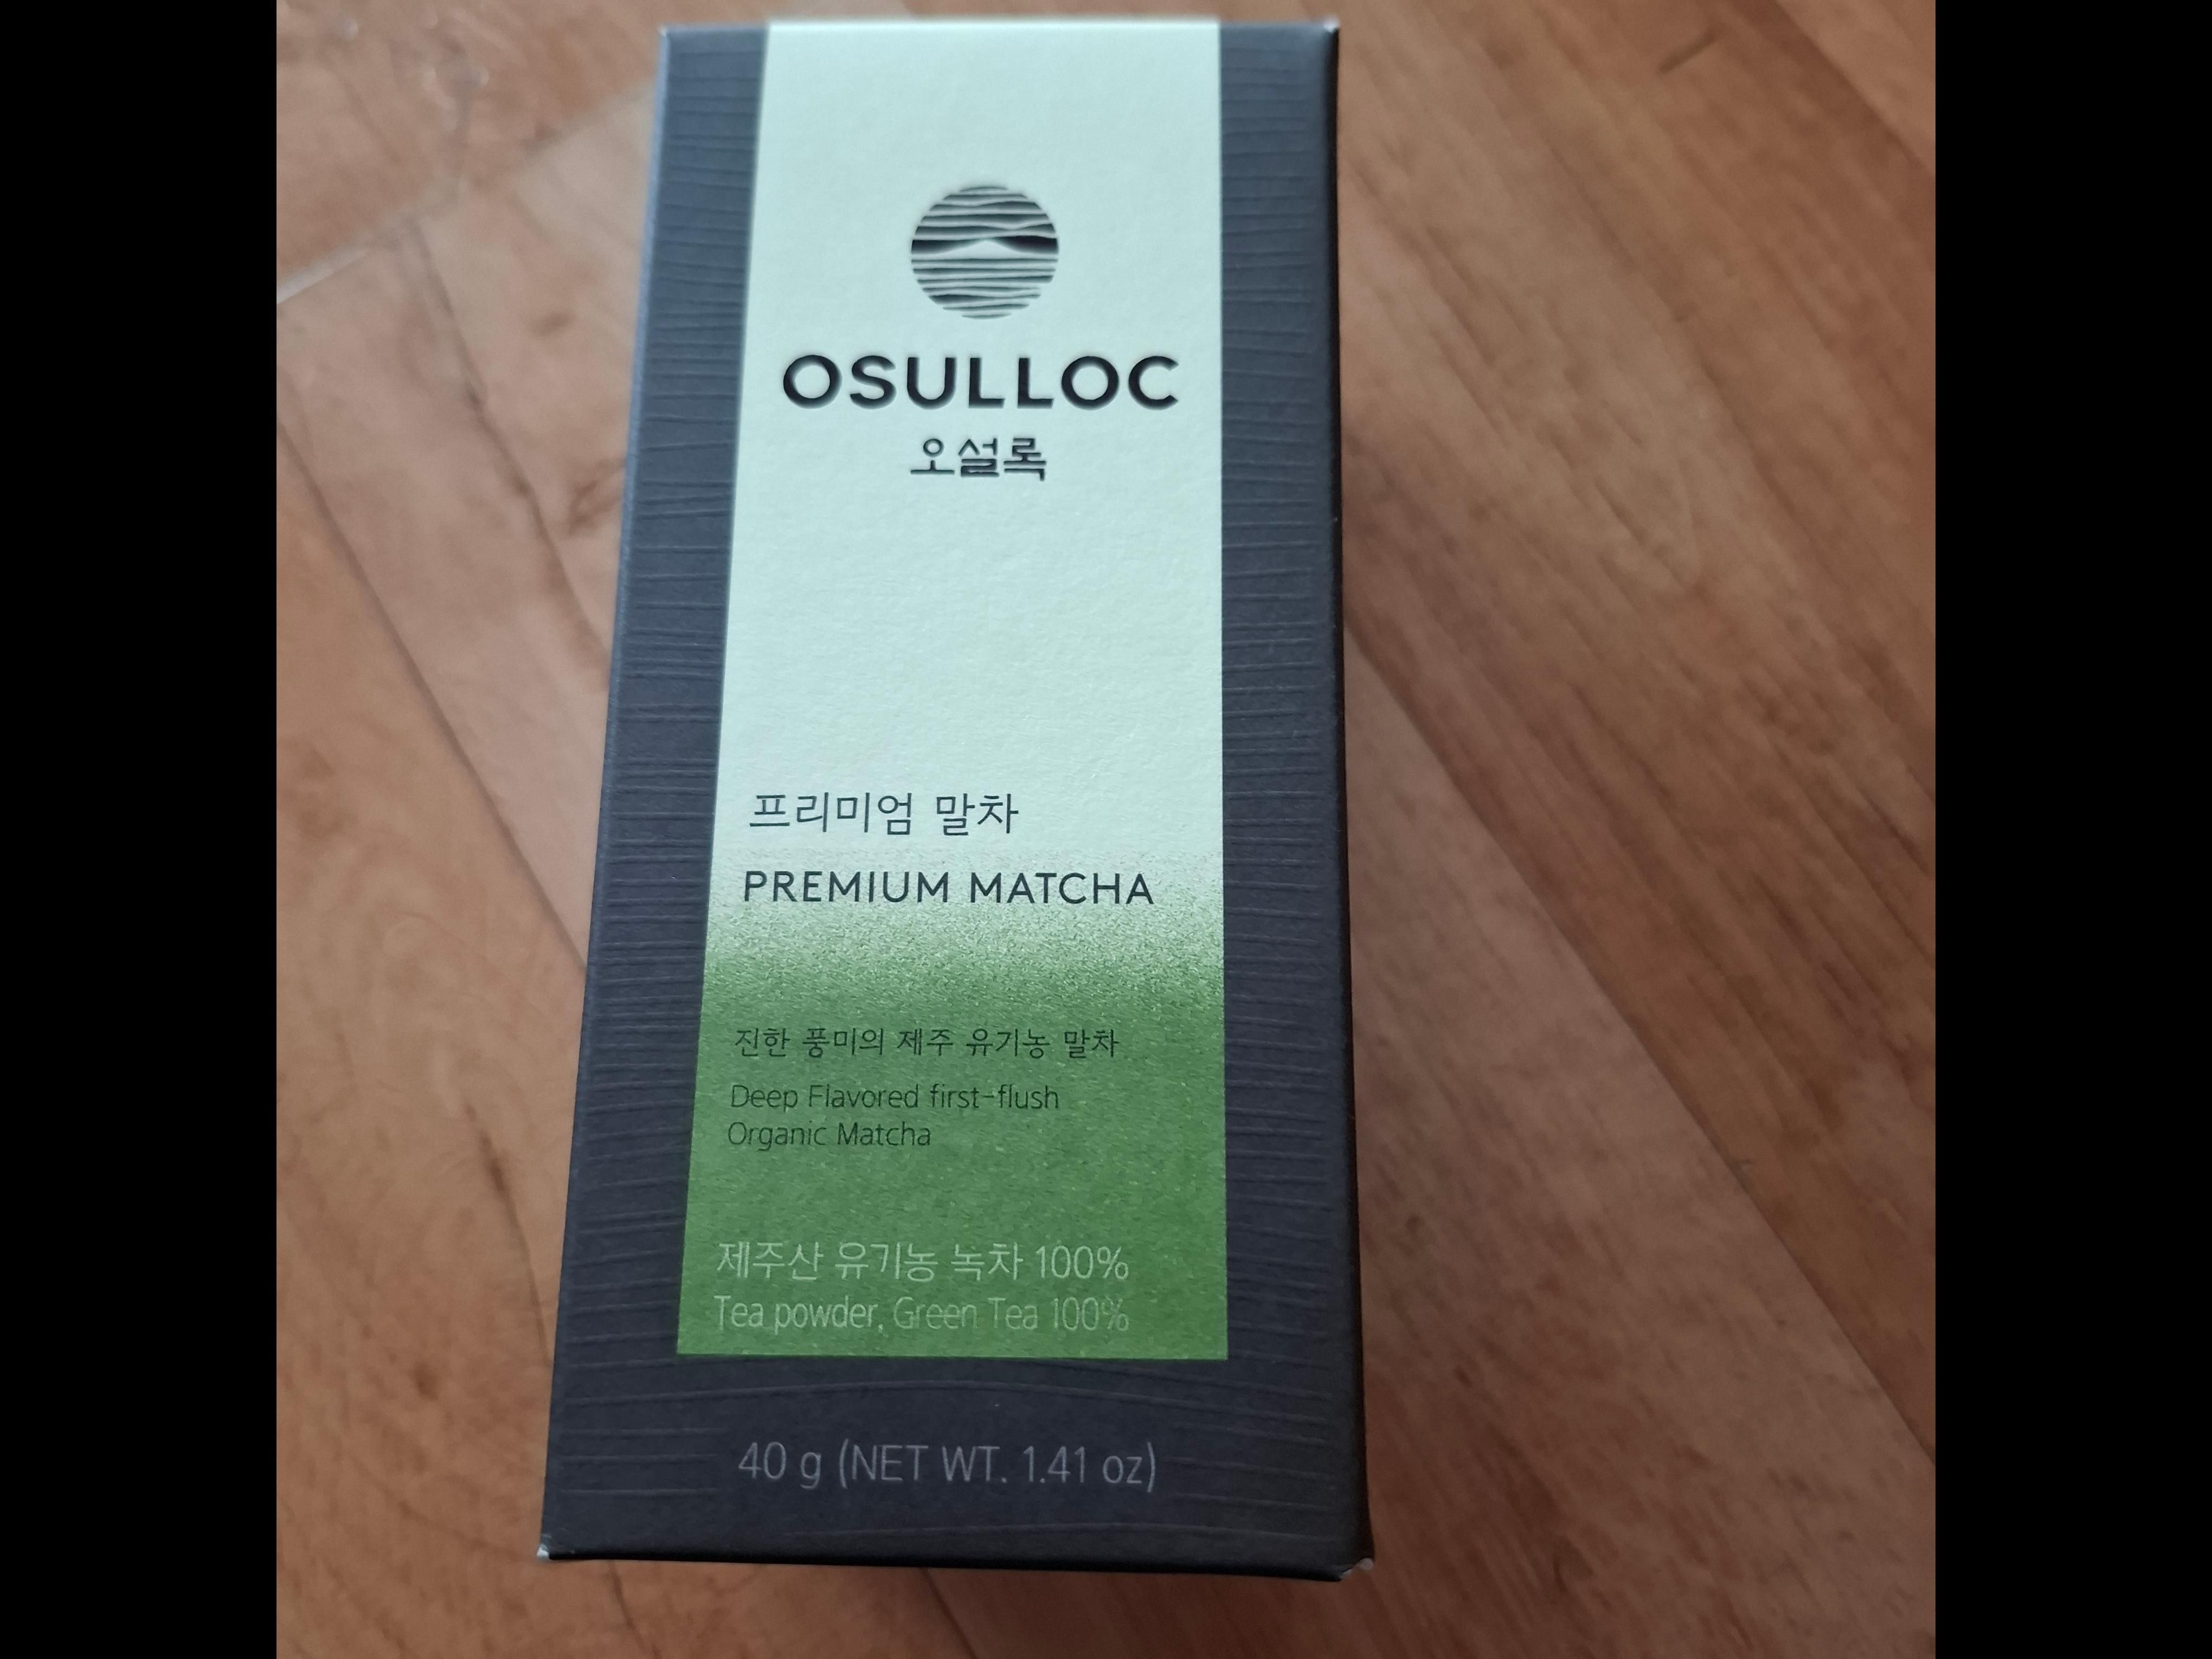 OSULLOC
오설록
프리미엄 말차
PREMIUM MATCHA
진한 풍미의 제주 유기농 말차
Deep Flavored first-flush
Organic Matcha
제주산 유기농 녹차 100%
Tea powder, Green Tea 100%
40 g (NET WT. 1.41 oz)